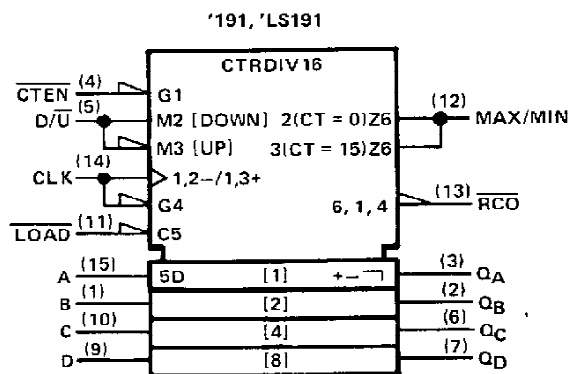 '191, 'LS191
CTRDIV16
CTEN (4) G1
D/U (5) M2 [DOWN] 2(CT = 0)Z6 (12) MAX/MIN
M3 [UP] 3(CT = 15)Z6
CLK (14) 1,2−/1,3+
G4 6, 1, 4 (13) RCO
LOAD (11) C5
A (15) 5D [1] +− ¬ (3) QA
B (1) [2] (2) QB
C (10) [4] (6) QC
D (9) [8] (7) QD